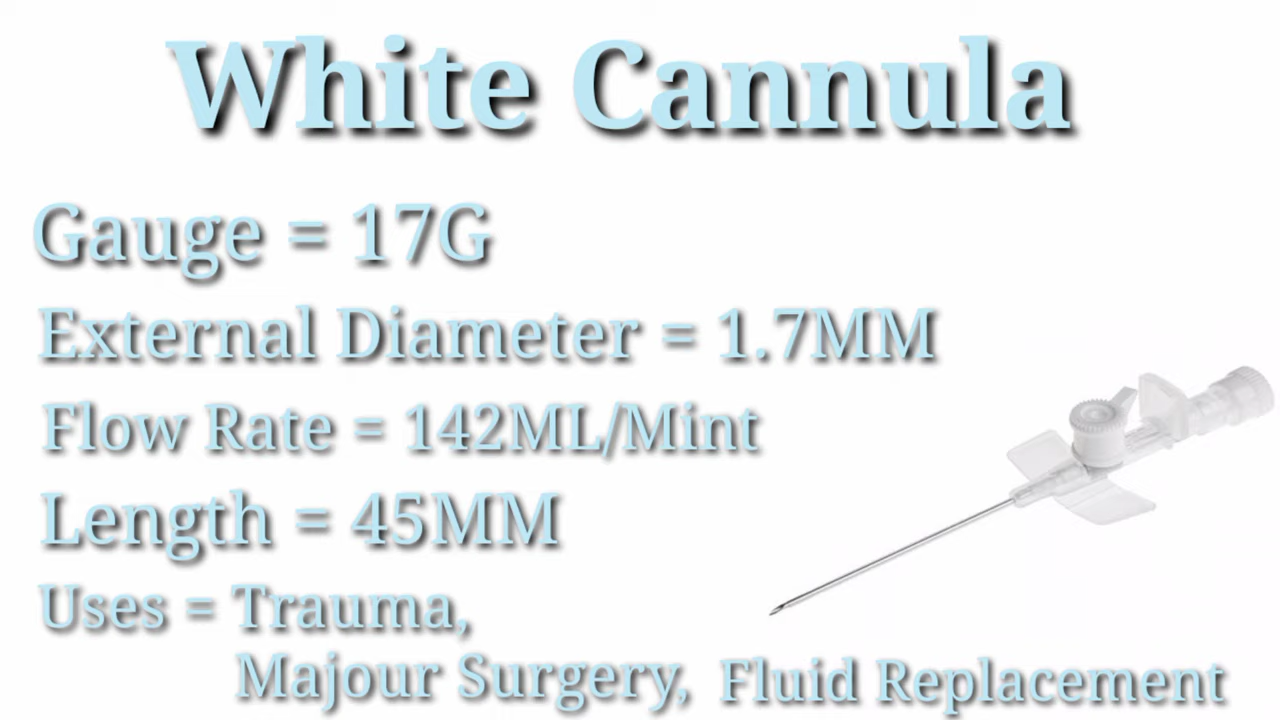 White Cannula
Gauge = 17G
External Diameter = 1.7MM
Flow Rate = 142ML/Mint
Length = 45MM
Uses = Trauma,
Majour Surgery, Fluid Replacement